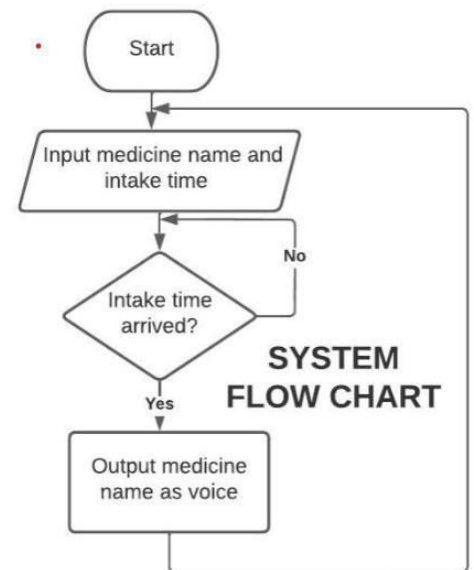 Start
Input medicine name and
intake time
No
Intake time
arrived?
SYSTEM
FLOW CHART
Yes
Output medicine
name as voice